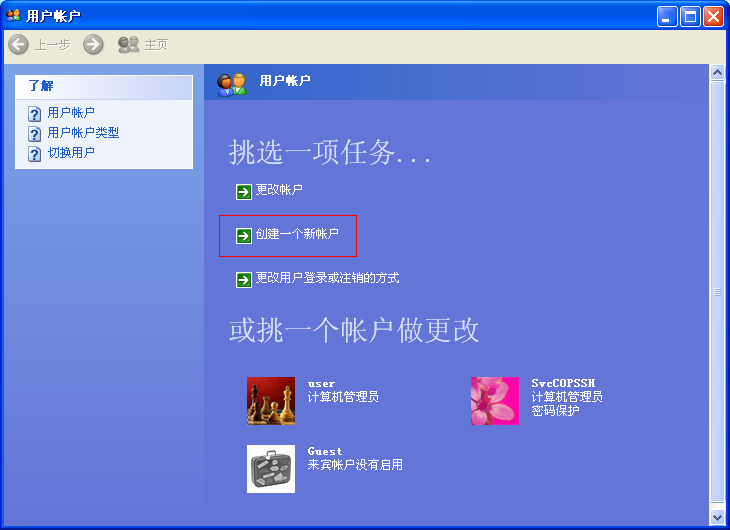 用户帐户
上一步 主页
了解
用户帐户
用户帐户类型
切换用户
用户帐户
挑选一项任务...
更改帐户
创建一个新帐户
更改用户登录或注销的方式
或挑一个帐户做更改
user
计算机管理员
SvcCOPSSH
计算机管理员
密码保护
Guest
来宾帐户没有启用